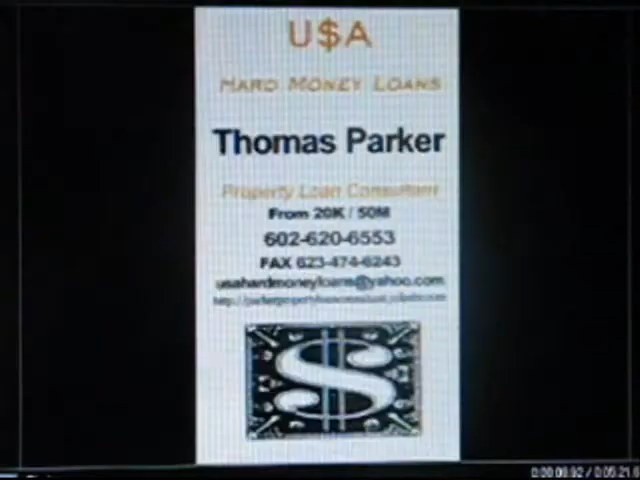 U$A
HARD MONEY LOANS
Thomas Parker
Property Loan Consultant
From 20K / 50M
602-620-6553
FAX 623-474-6243
usahardmoneyloans@yahoo.com
$